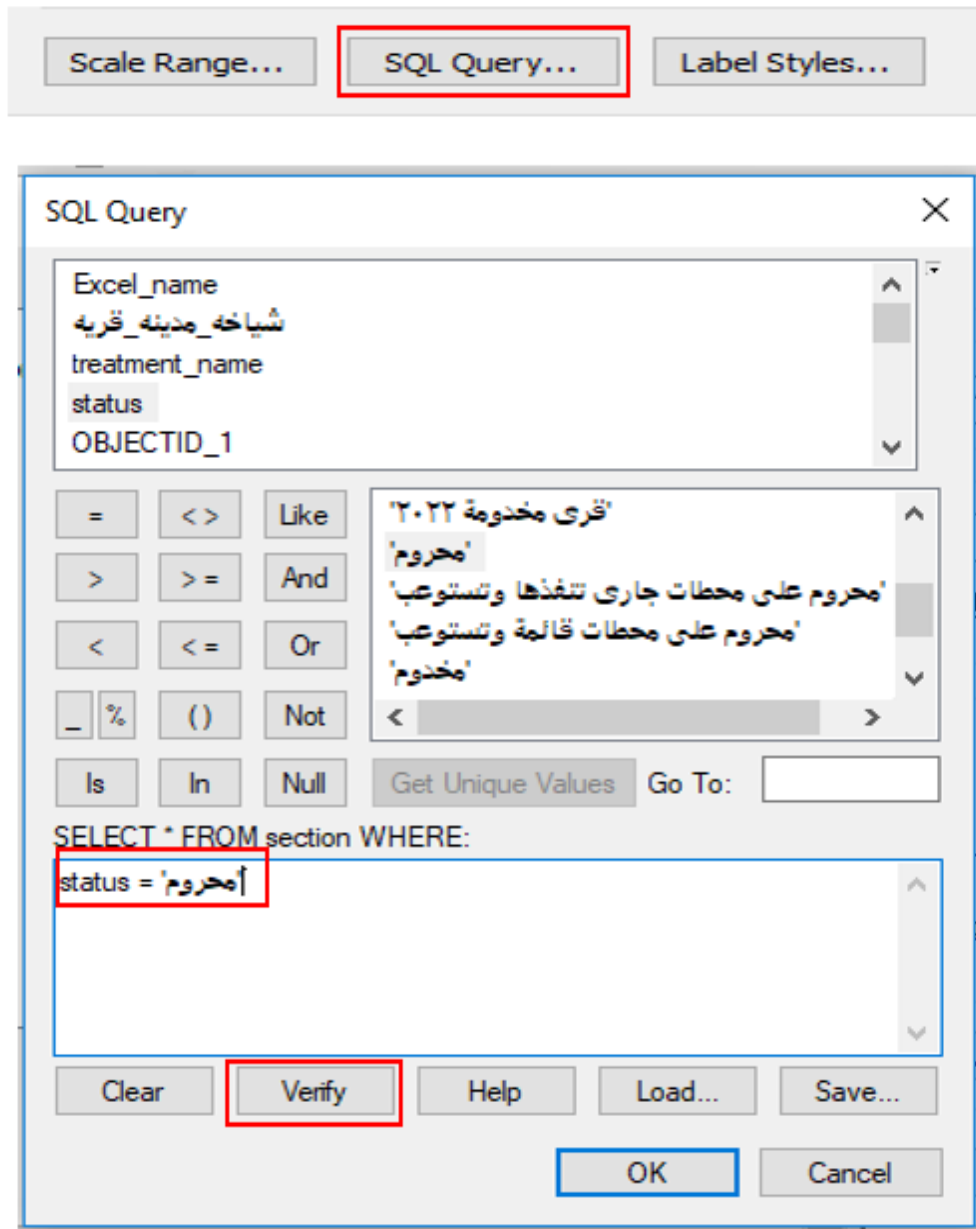 Scale Range... SQL Query... Label Styles...
SQL Query
Excel_name
شياخه_مدينه_قريه
treatment_name
status
OBJECTID_1
= < > Like
'قرى مخدومة ٢٠٢٢'
> > = And
'محروم'
'محروم على محطات جارى تنفذها وتستوعب'
< < = Or
'محروم على محطات قائمة وتستوعب'
'مخدوم'
_ % ( ) Not
Is In Null Get Unique Values Go To:
SELECT * FROM section WHERE:
status = 'محروم'
Clear Verify Help Load... Save...
OK Cancel